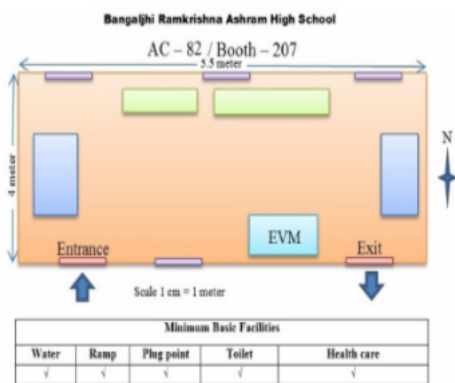 Bangaljhi Ramkrishna Ashram High School
AC – 82 / Booth – 207
5.5 meter
4 meter
N
EVM
Entrance
Exit
Scale 1 cm = 1 meter
Minimum Basic Facilities
Water Ramp Plug point Toilet Health care
√ √ √ √ √